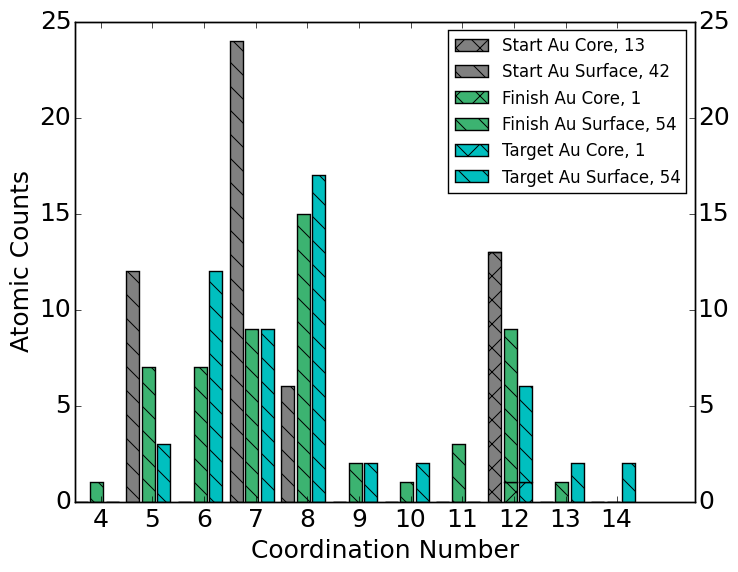 25
25
Start Au Core, 13
Start Au Surface, 42
Finish Au Core, 1
Finish Au Surface, 54
Target Au Core, 1
Target Au Surface, 54
20
20
15
15
Atomic Counts
10
10
5
5
0
0
4 5 6 7 8 9 10 11 12 13 14
Coordination Number